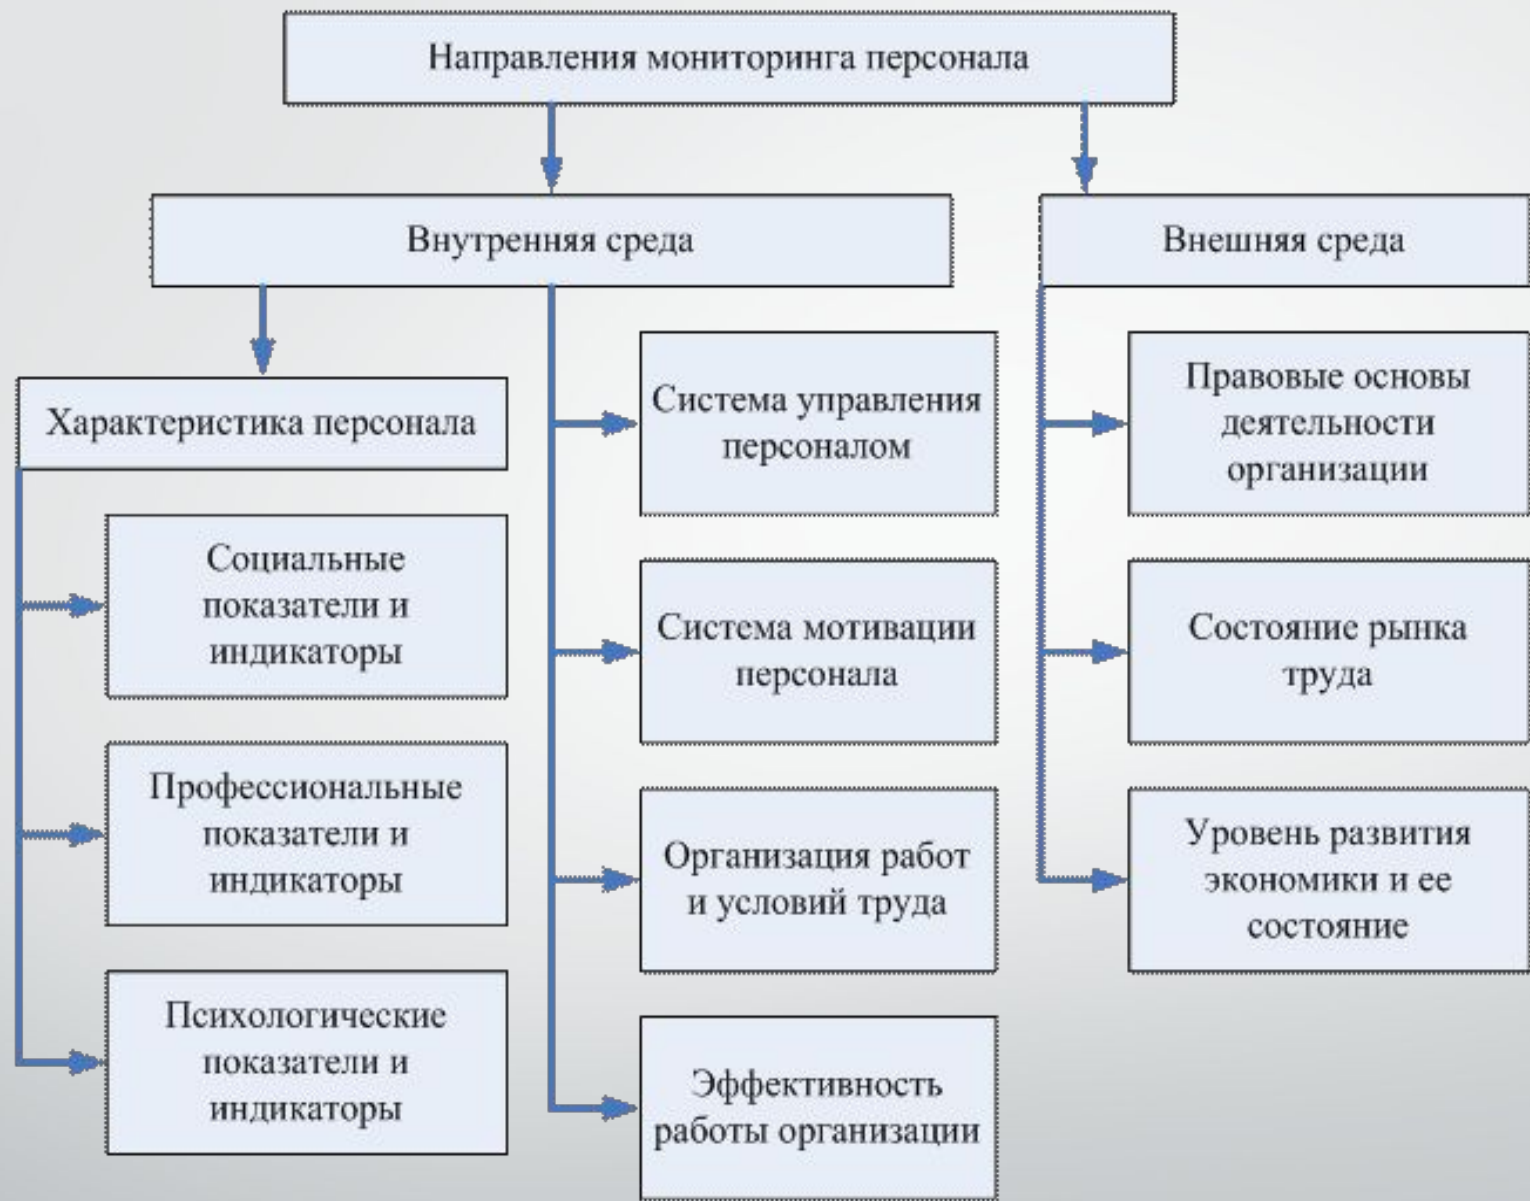 Направления мониторинга персонала
Внутренняя среда
Внешняя среда
Характеристика персонала
Социальные
показатели и
индикаторы
Профессиональные
показатели и
индикаторы
Психологические
показатели и
индикаторы
Система управления
персоналом
Система мотивации
персонала
Организация работ
и условий труда
Эффективность
работы организации
Правовые основы
деятельности
организации
Состояние рынка
труда
Уровень развития
экономики и ее
состояние